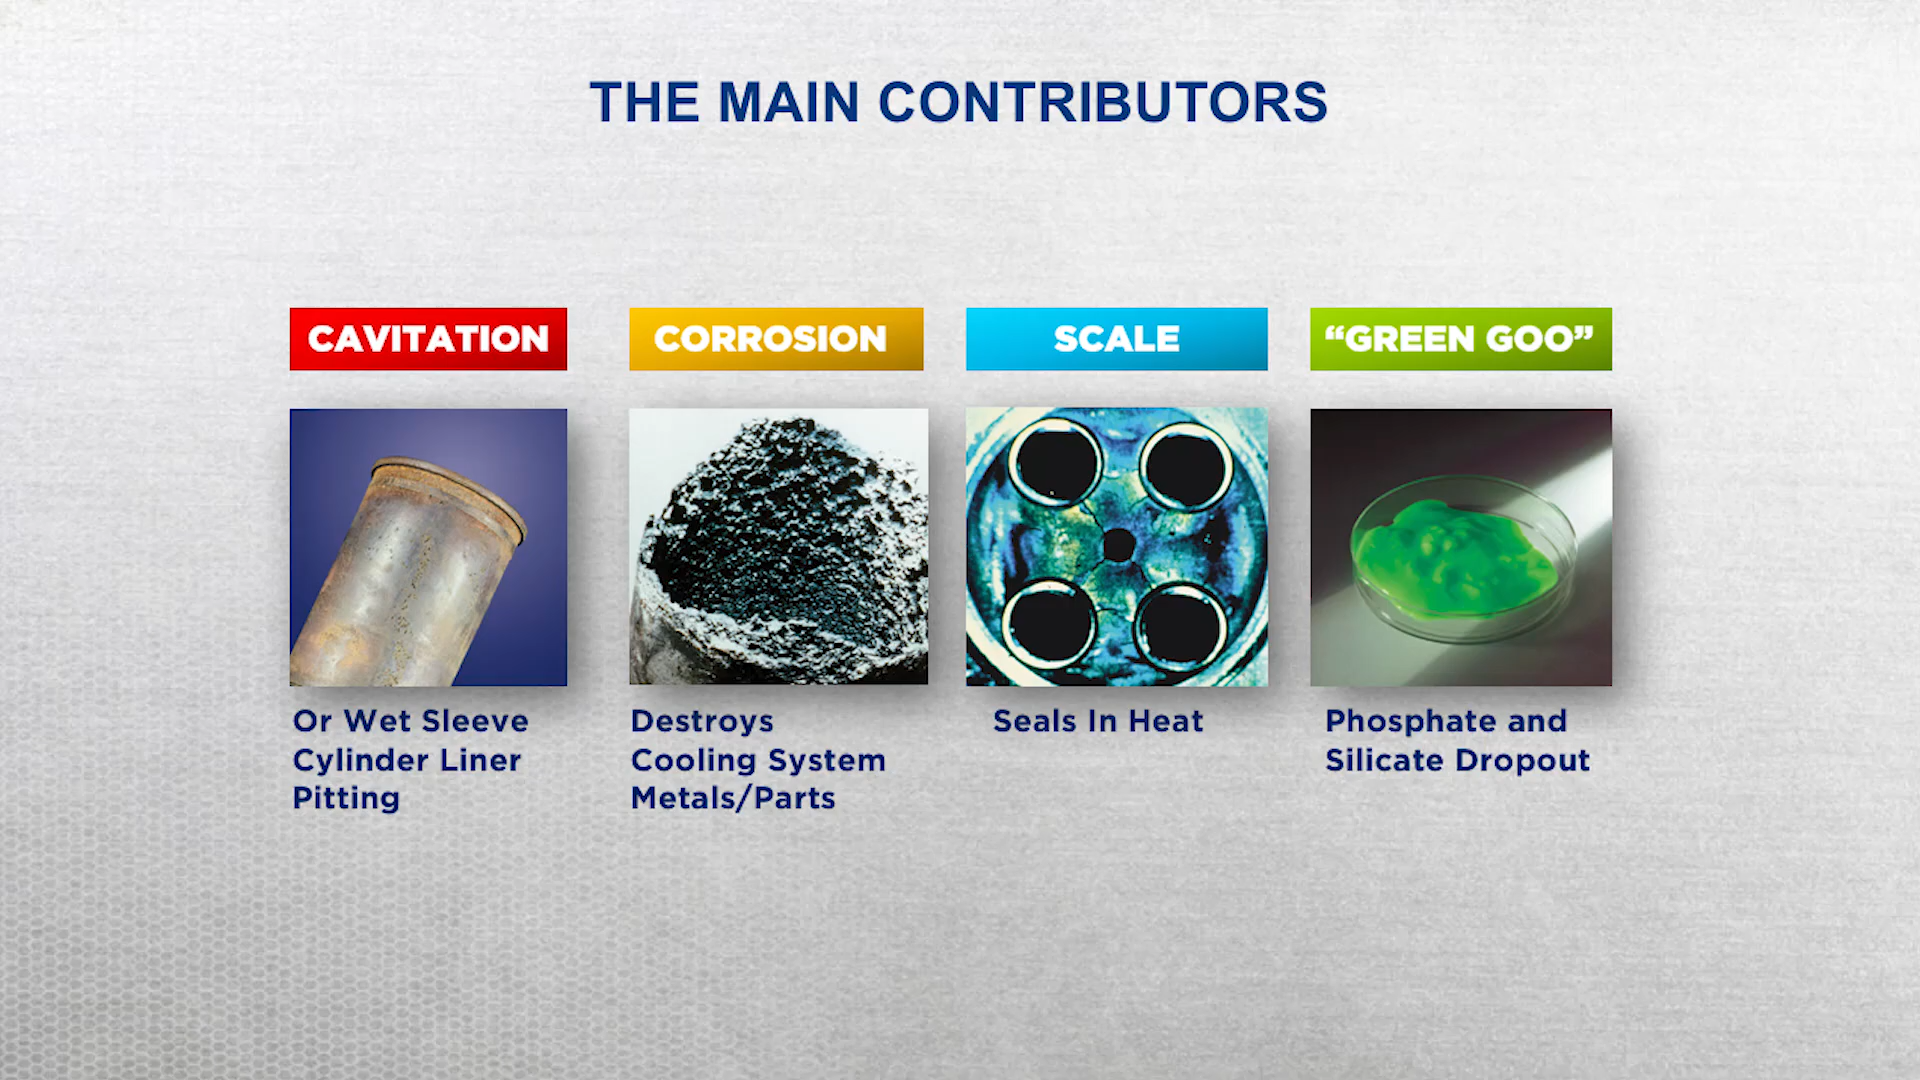 THE MAIN CONTRIBUTORS
CAVITATION
Or Wet Sleeve
Cylinder Liner
Pitting
CORROSION
Destroys
Cooling System
Metals/Parts
SCALE
Seals In Heat
“GREEN GOO”
Phosphate and
Silicate Dropout